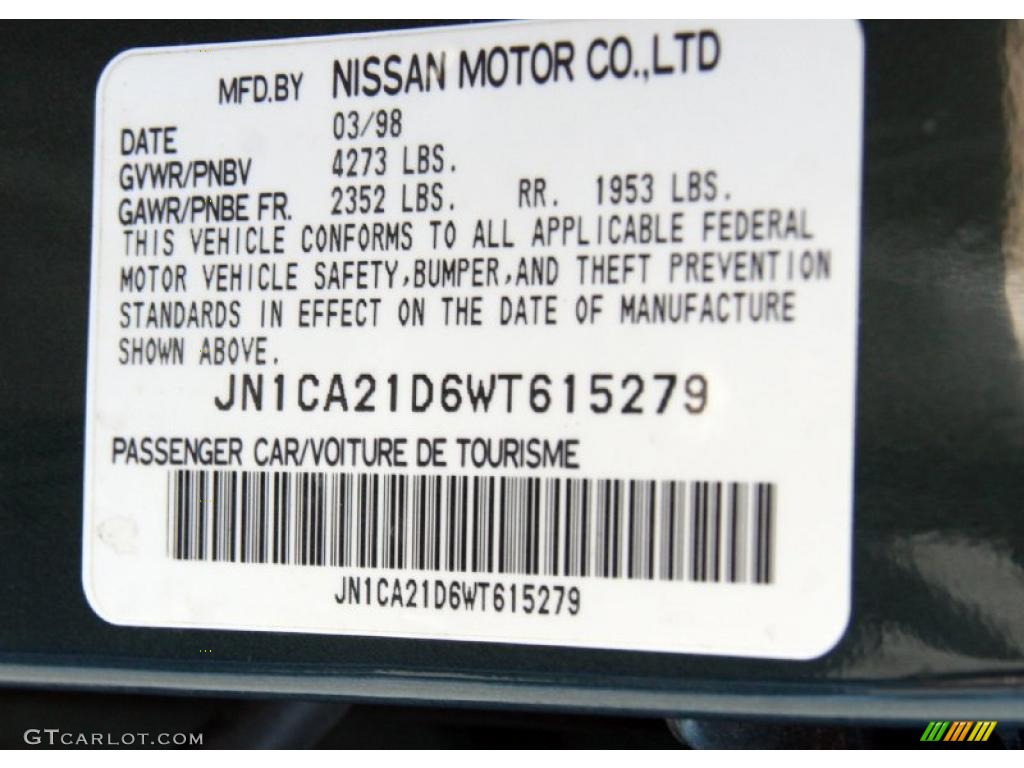 MFD.BY NISSAN MOTOR CO.,LTD
DATE 03/98
GVWR/PNBV 4273 LBS.
GAWR/PNBE FR. 2352 LBS. RR. 1953 LBS.
THIS VEHICLE CONFORMS TO ALL APPLICABLE FEDERAL
MOTOR VEHICLE SAFETY,BUMPER,AND THEFT PREVENTION
STANDARDS IN EFFECT ON THE DATE OF MANUFACTURE
SHOWN ABOVE.
JN1CA21D6WT615279
PASSENGER CAR/VOITURE DE TOURISME
JN1CA21D6WT615279
GTCARLOT.COM